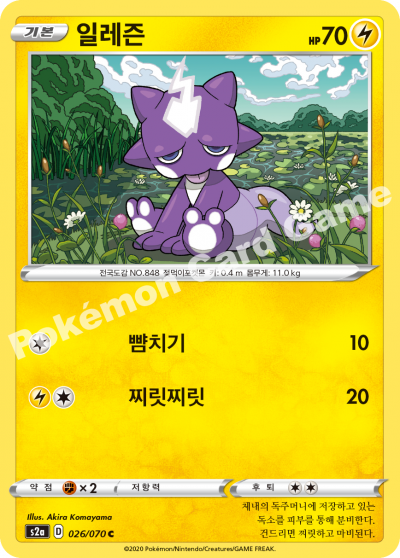 기본 일레즌 HP 70
전국도감 NO.848 젖먹이포켓몬 키: 0.4 m 몸무게: 11.0 kg
Pokémon Card Game
뺨치기 10
찌릿찌릿 20
약점 ×2 저항력 후퇴
Illus. Akira Komayama
s2a D 026/070 C
체내의 독주머니에 저장하고 있는
독소를 피부를 통해 분비한다.
건드리면 찌릿하고 마비된다.
©2020 Pokémon/Nintendo/Creatures/GAME FREAK.